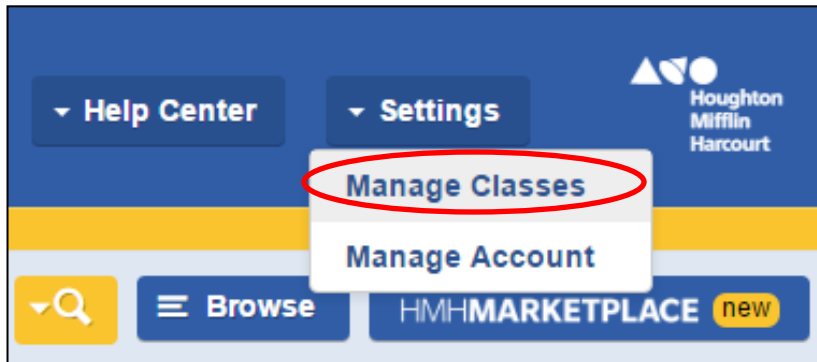 Help Center
Settings
Houghton
Mifflin
Harcourt
Manage Classes
Manage Account
Browse
HMHMARKETPLACE new